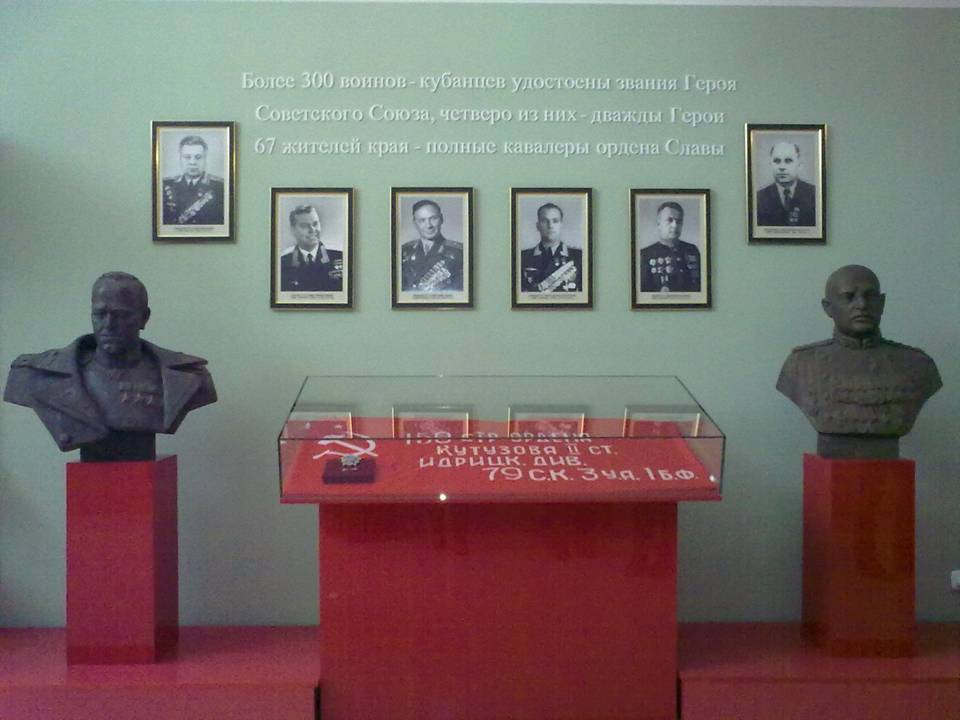 Более 300 воинов - кубанцев удостоены звания Героя
Советского Союза, четверо из них - дважды Герои
67 жителей края - полные кавалеры ордена Славы
150 СТР. ОРДЕНА
КУТУЗОВА II СТ.
ИДРИЦК. ДИВ.
79 С.К. 3 У.А. 1 Б.Ф.